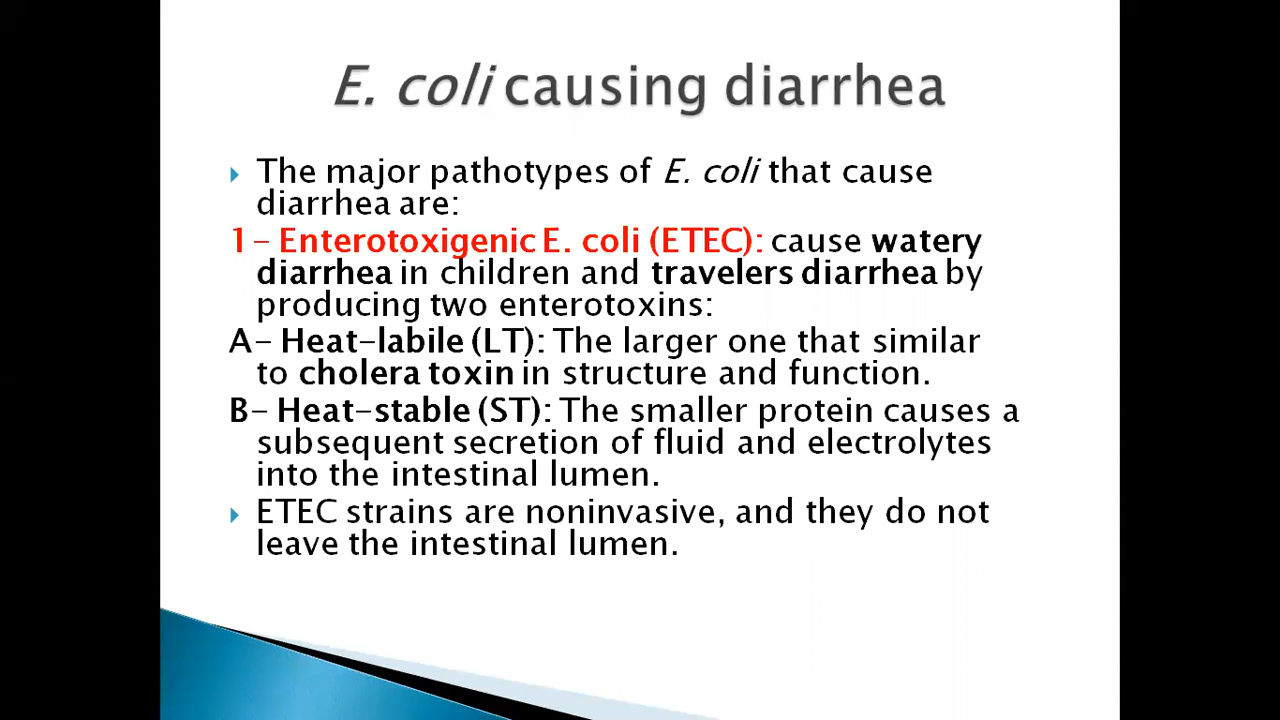 E. coli causing diarrhea
The major pathotypes of E. coli that cause
diarrhea are:
1- Enterotoxigenic E. coli (ETEC): cause watery
diarrhea in children and travelers diarrhea by
producing two enterotoxins:
A- Heat-labile (LT): The larger one that similar
to cholera toxin in structure and function.
B- Heat-stable (ST): The smaller protein causes a
subsequent secretion of fluid and electrolytes
into the intestinal lumen.
ETEC strains are noninvasive, and they do not
leave the intestinal lumen.